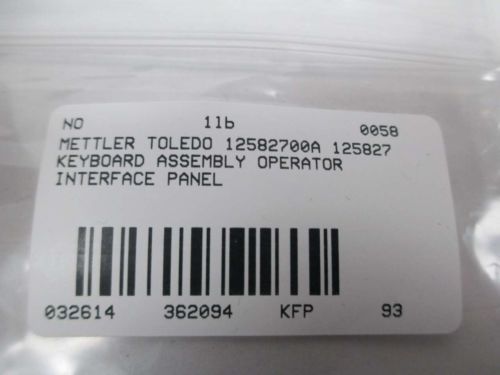 NO 11b 0058
METTLER TOLEDO 12582700A 125827
KEYBOARD ASSEMBLY OPERATOR
INTERFACE PANEL
032614 362094 KFP 93